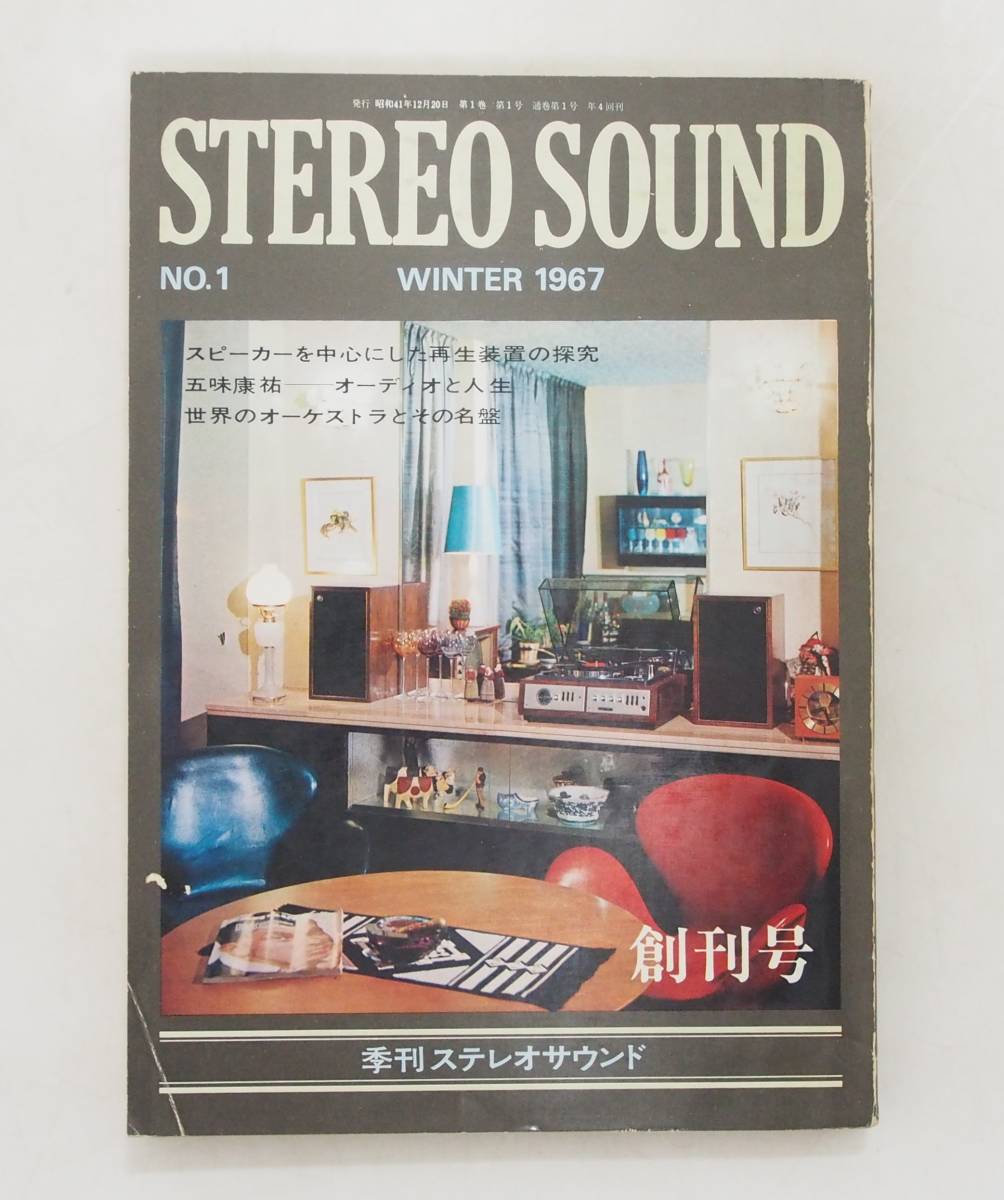 発行 昭和41年12月20日 第1巻 第1号 通巻第1号 年4回刊
STEREO SOUND
NO.1 WINTER 1967
スピーカーを中心にした再生装置の探究
五味康祐——オーディオと人生
世界のオーケストラとその名盤
創刊号
季刊 ステレオサウンド